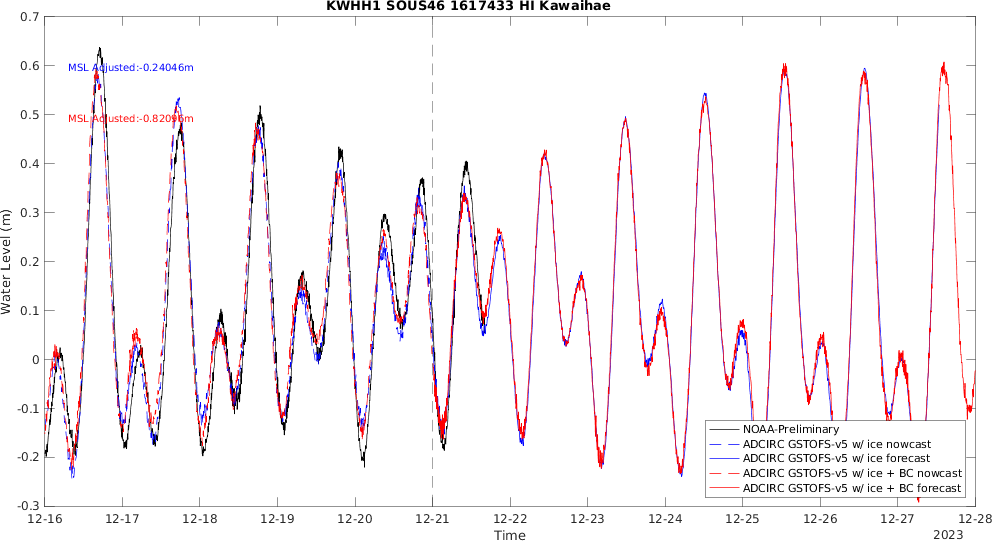 KWHH1 SOUS46 1617433 HI Kawaihae
0.7
0.6
0.5
0.4
0.3
0.2
0.1
0
-0.1
-0.2
-0.3
Water Level (m)
MSL Adjusted:-0.24046m
MSL Adjusted:-0.82096m
NOAA-Preliminary
ADCIRC GSTOFS-v5 w/ ice nowcast
ADCIRC GSTOFS-v5 w/ ice forecast
ADCIRC GSTOFS-v5 w/ ice + BC nowcast
ADCIRC GSTOFS-v5 w/ ice + BC forecast
12-16 12-17 12-18 12-19 12-20 12-21 12-22 12-23 12-24 12-25 12-26 12-27 12-28
Time
2023